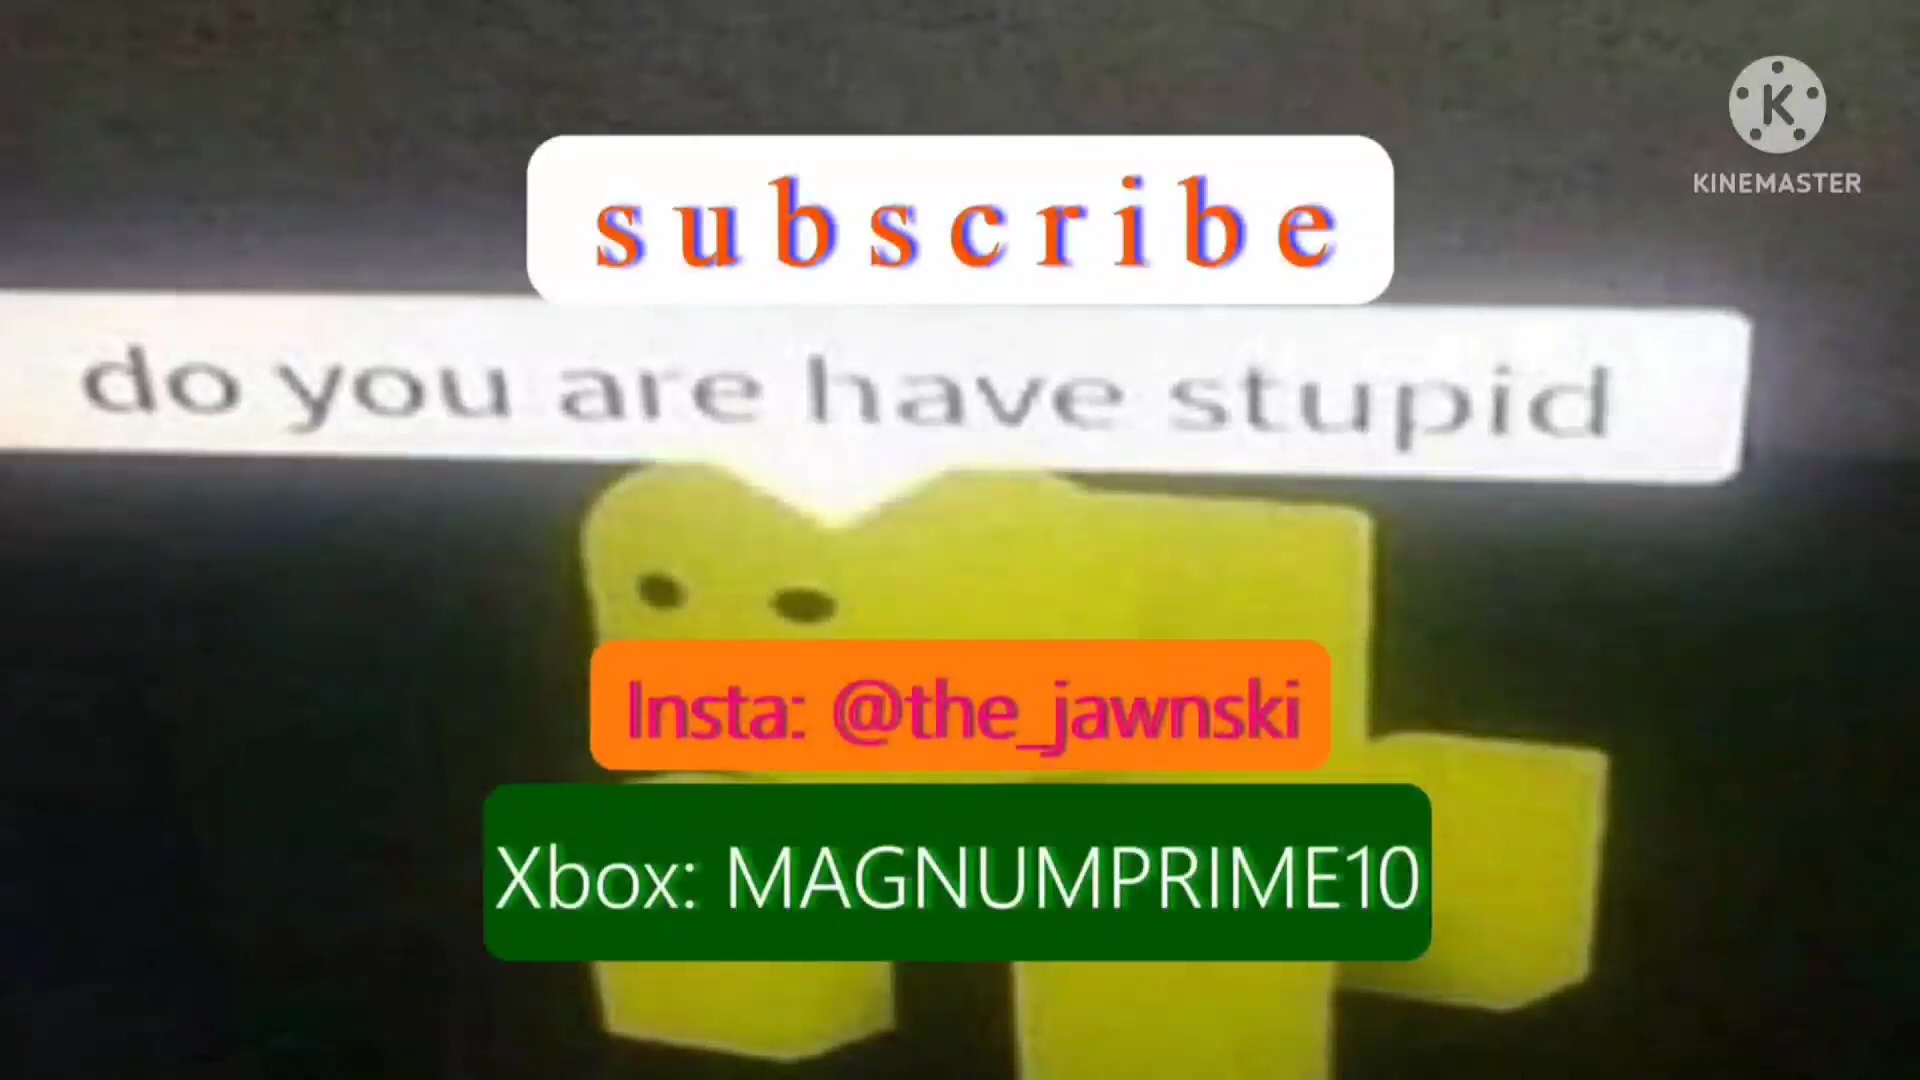 subscribe
KINEMASTER
do you are have stupid
Insta: @the_jawnski
Xbox: MAGNUMPRIME10